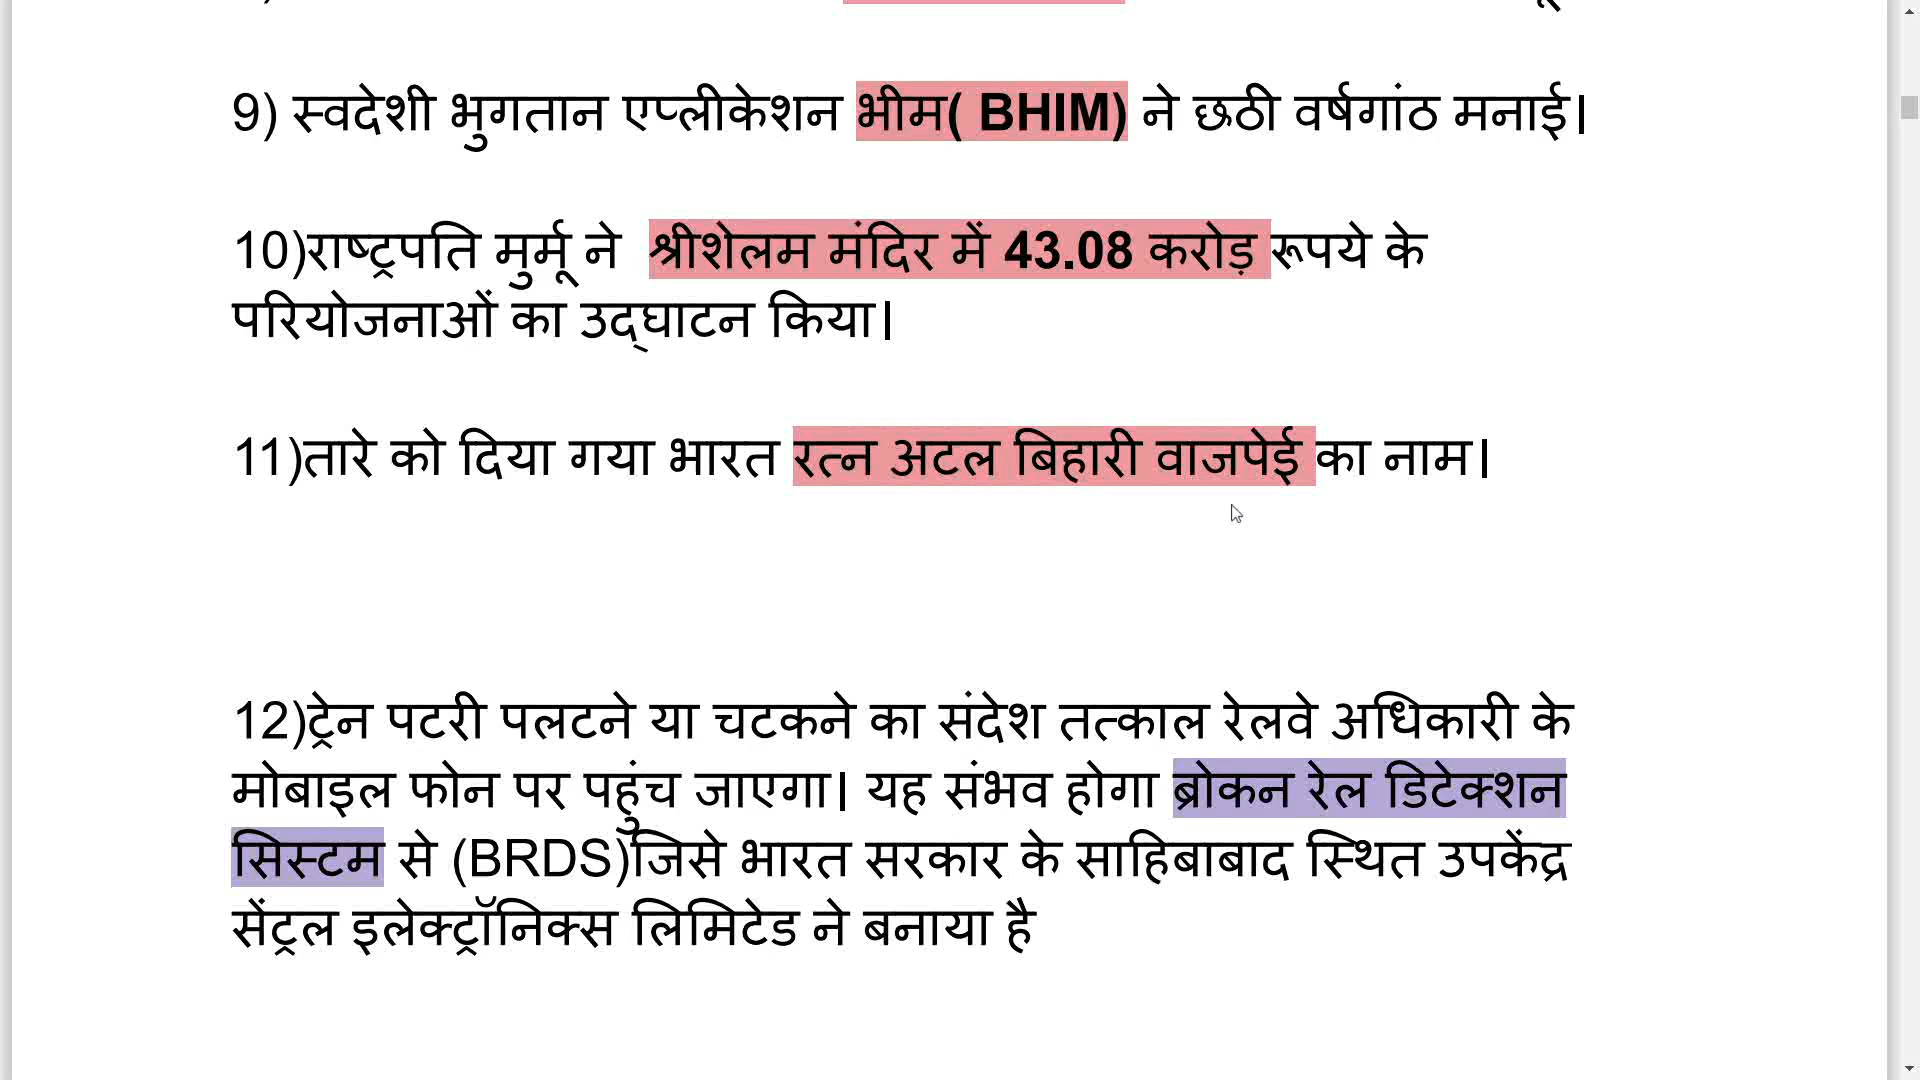 9) स्वदेशी भुगतान एप्लीकेशन भीम( BHIM) ने छठी वर्षगांठ मनाई।
10)राष्ट्रपति मुर्मू ने श्रीशेलम मंदिर में 43.08 करोड़ रूपये के
परियोजनाओं का उद्घाटन किया।
11)तारे को दिया गया भारत रत्न अटल बिहारी वाजपेई का नाम।
12)ट्रेन पटरी पलटने या चटकने का संदेश तत्काल रेलवे अधिकारी के
मोबाइल फोन पर पहुंच जाएगा। यह संभव होगा ब्रोकन रेल डिटेक्शन
सिस्टम से (BRDS)जिसे भारत सरकार के साहिबाबाद स्थित उपकेंद्र
सेंट्रल इलेक्ट्रॉनिक्स लिमिटेड ने बनाया है